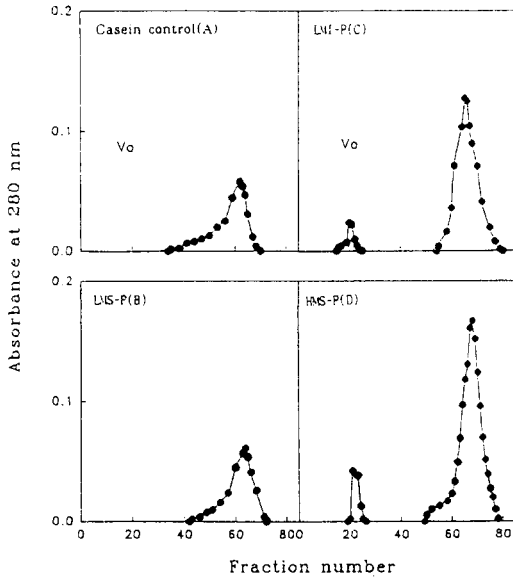 0.2
Casein control(A)
LMI-P(C)
0.1
Vo
Vo
0.0
0.2
LMS-P(B)
HMS-P(D)
0.1
0.0
0
20
40
60
80
0
20
40
60
80
Absorbance at 280 nm
Fraction number